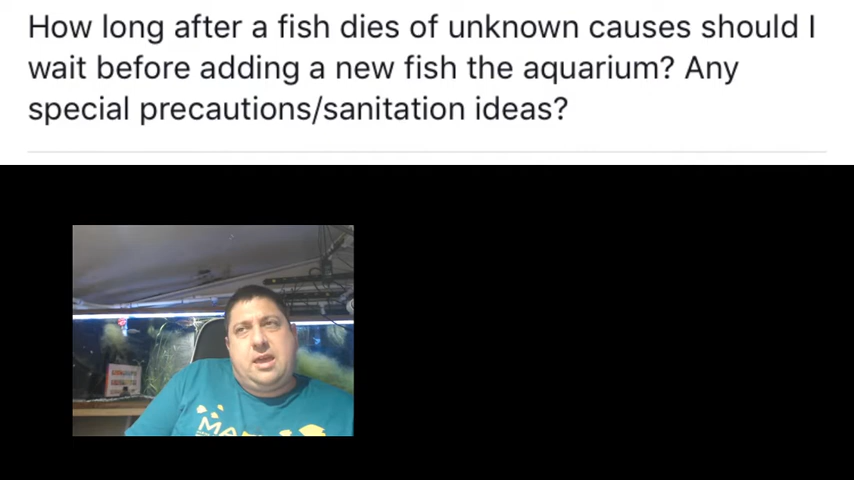 How long after a fish dies of unknown causes should I
wait before adding a new fish the aquarium? Any
special precautions/sanitation ideas?